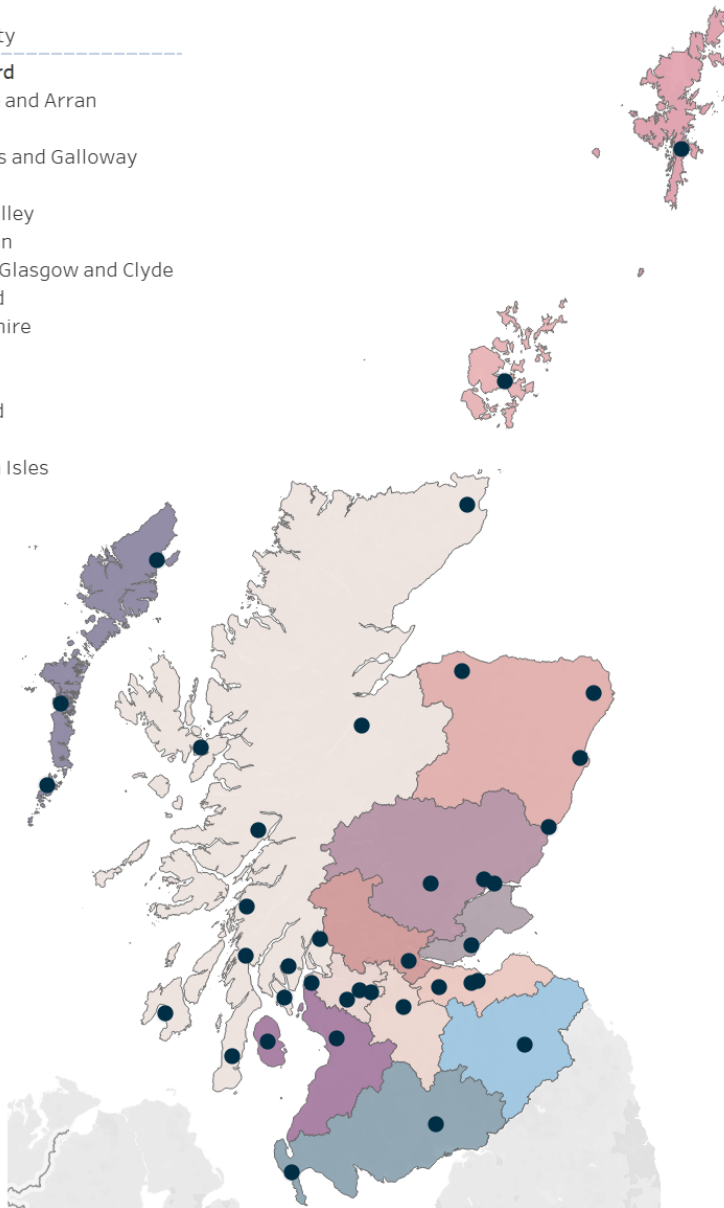 ty
rd
and Arran
s and Galloway
lley
n
Glasgow and Clyde
d
hire
d
Isles